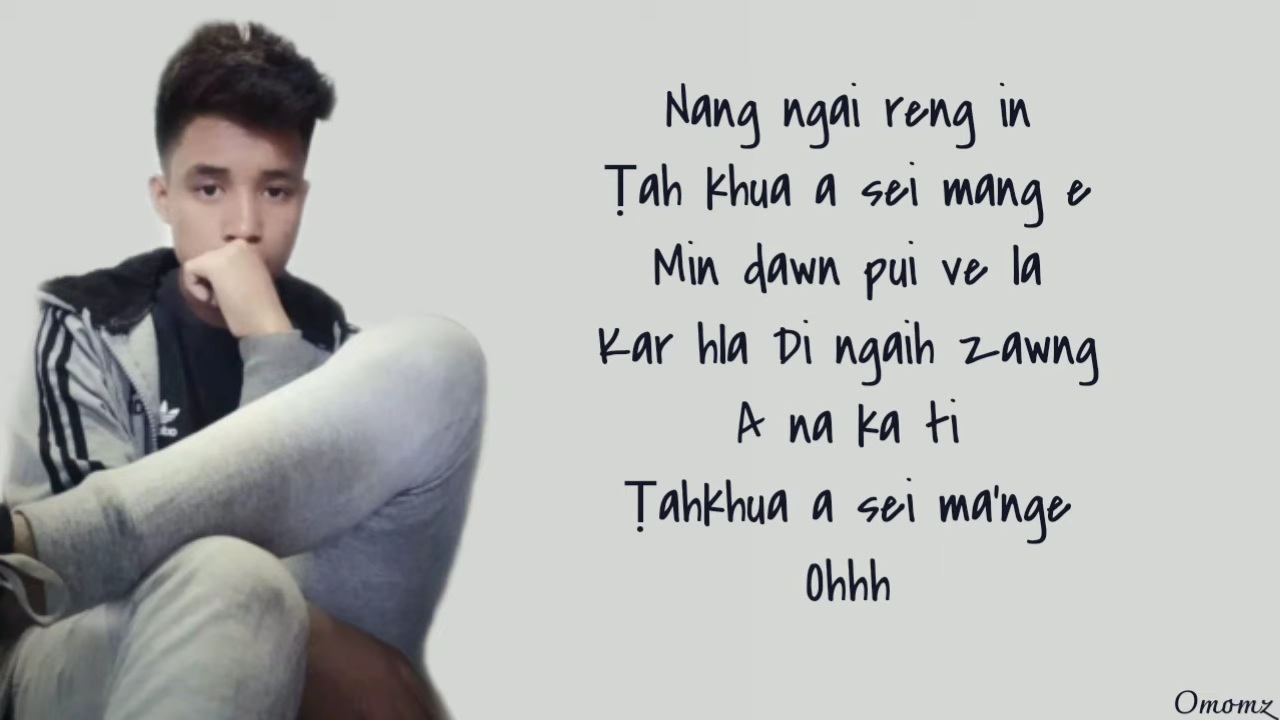 Nang ngai reng in
Ṭah khua a sei mang e
Min dawn pui ve la
Kar hla Di ngaih zawng
A na ka ti
Ṭahkhua a sei ma'nge
Ohhh
Omomz